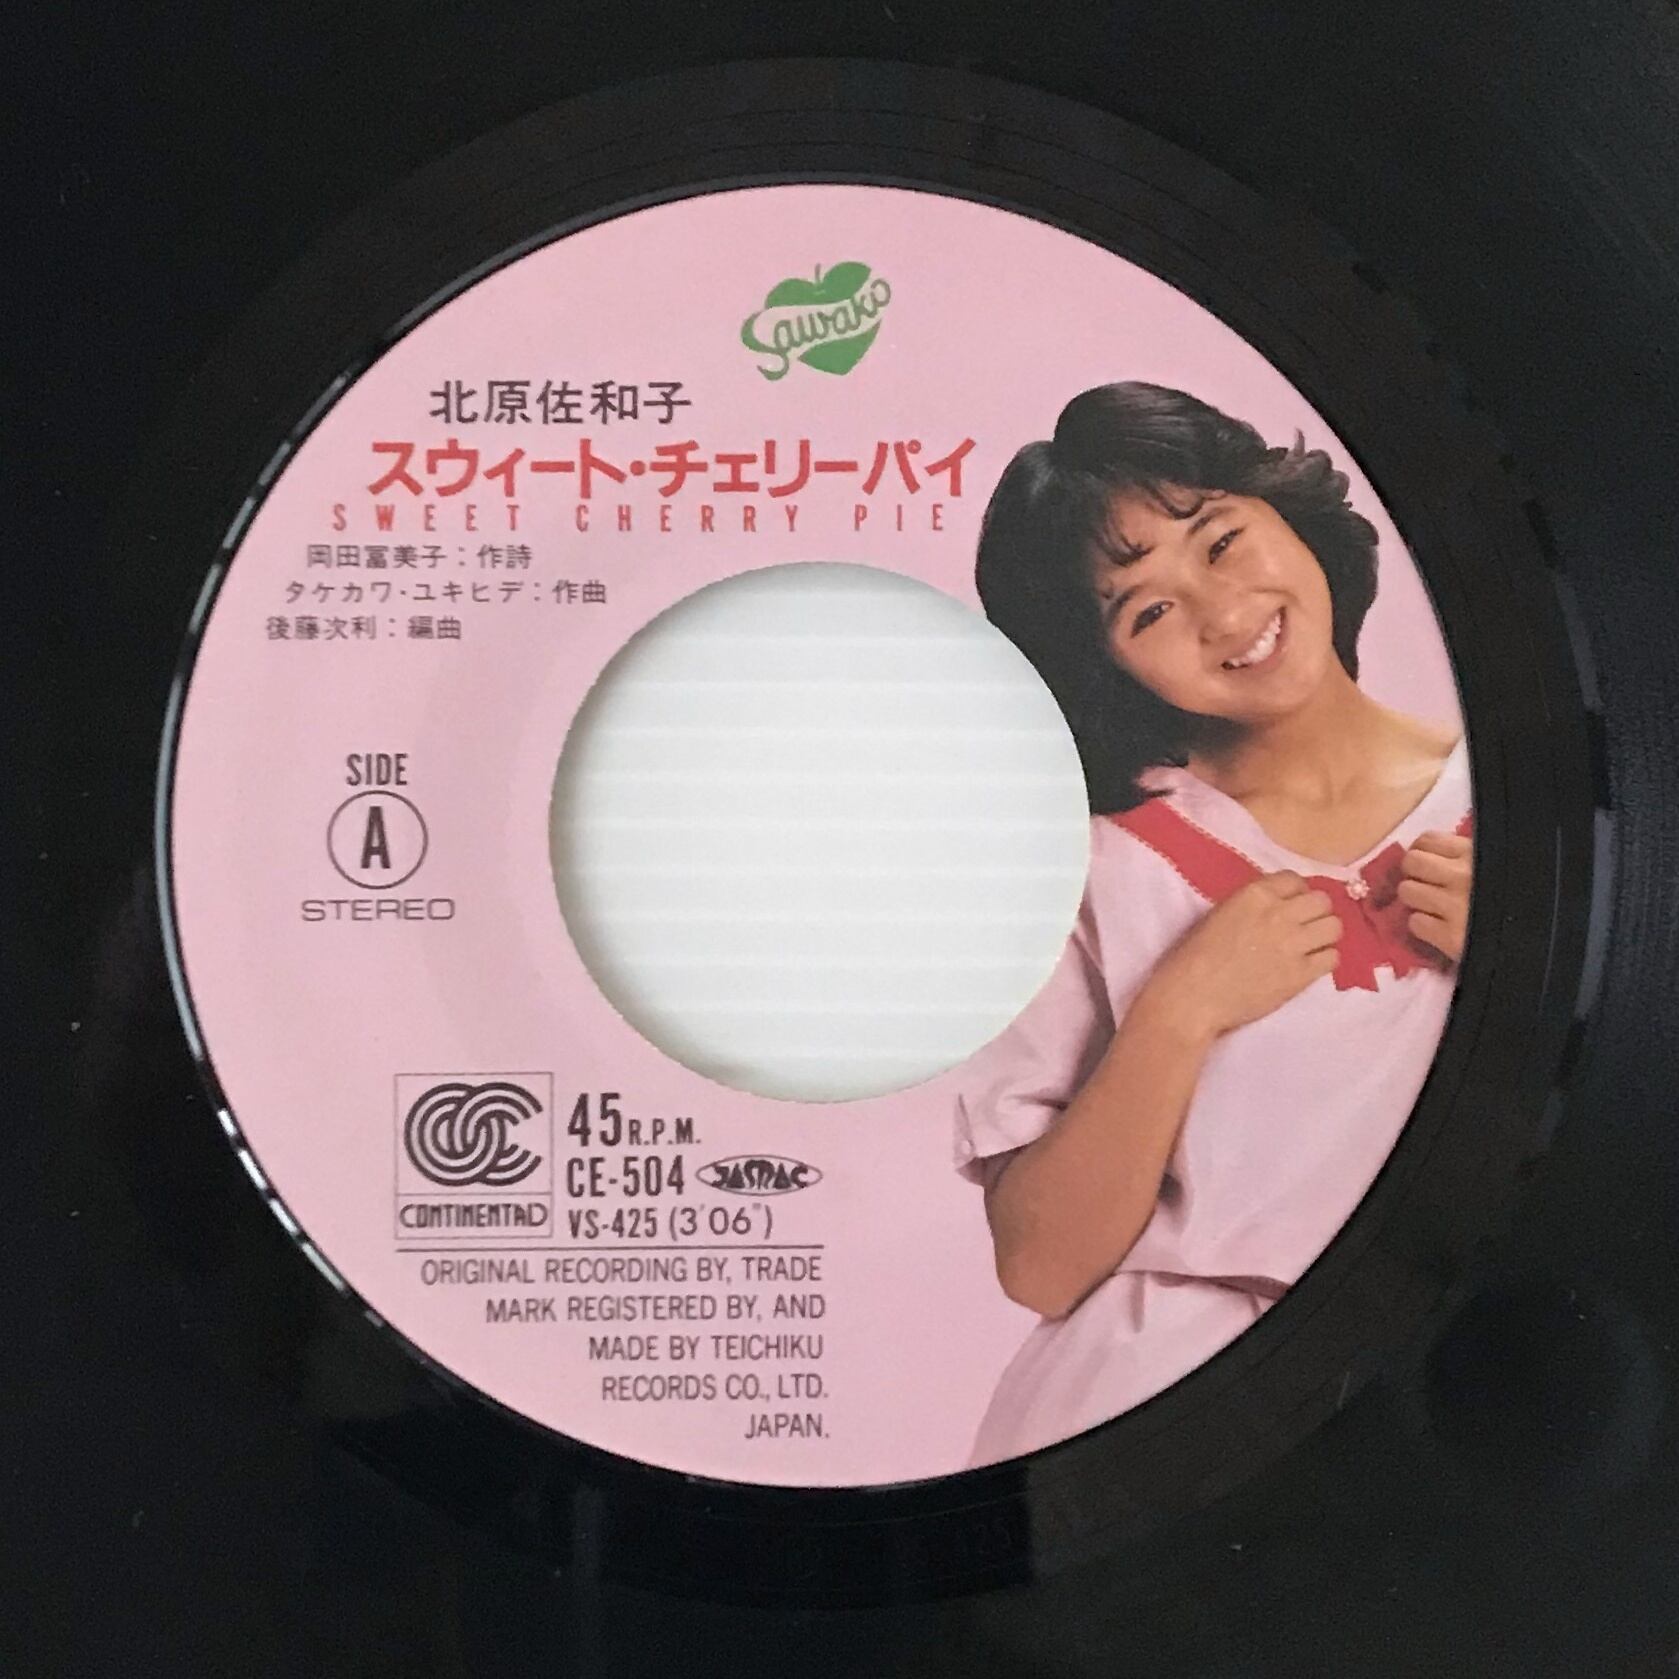 Sawako
北原佐和子
スウィート・チェリーパイ
SWEET CHERRY PIE
岡田冨美子：作詩
タケカワ・ユキヒデ：作曲
後藤次利：編曲
SIDE
A
STEREO
CONTINENTAL
45 R.P.M.
CE-504 JASRAC
VS-425 (3'06")
ORIGINAL RECORDING BY, TRADE
MARK REGISTERED BY, AND
MADE BY TEICHIKU
RECORDS CO., LTD.
JAPAN.